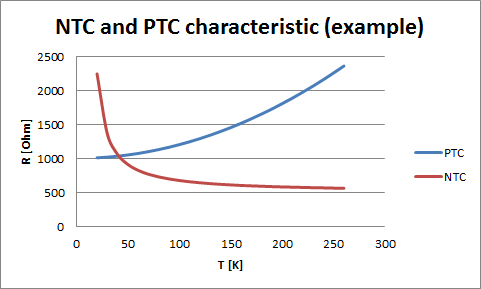 NTC and PTC characteristic (example)
2500
2000
1500
1000
500
0
R [Ohm]
0 50 100 150 200 250 300
T [K]
PTC
NTC